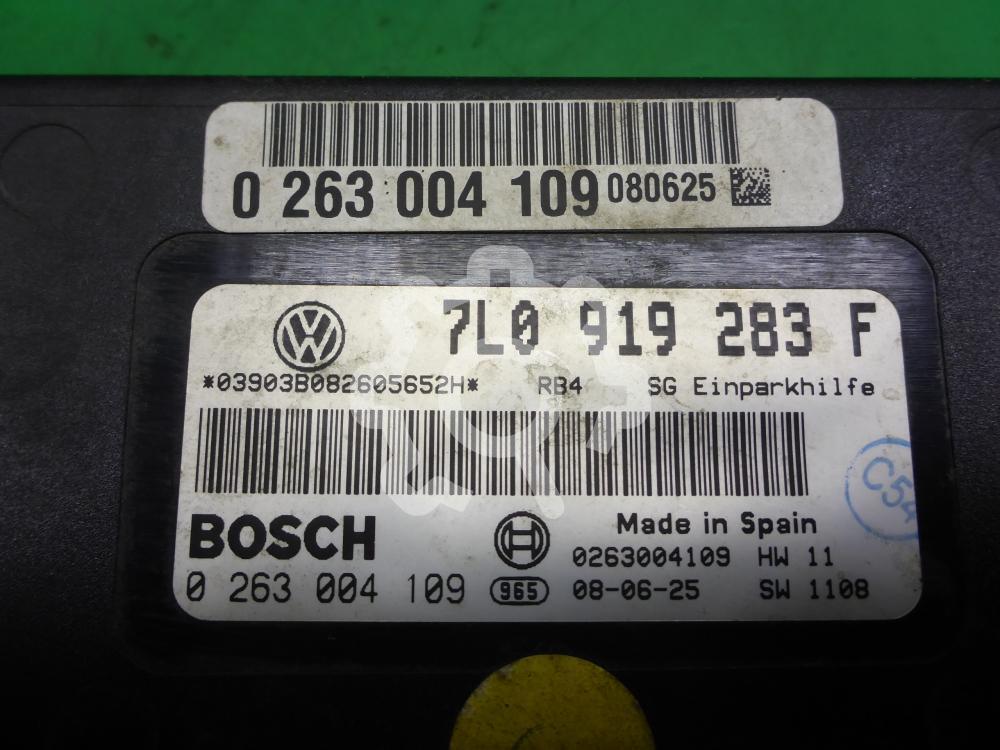 0 263 004 109 080625
7L0 919 283 F
*03903B082605652H* RB4 SG Einparkhilfe
C54
BOSCH
Made in Spain
0263004109 HW 11
0 263 004 109 965 08-06-25 SW 1108